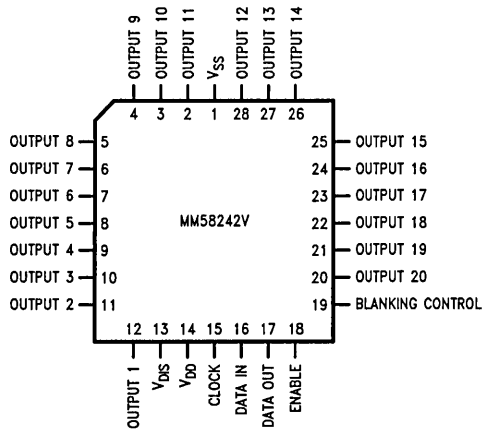 OUTPUT 9
OUTPUT 10
OUTPUT 11
VSS
OUTPUT 12
OUTPUT 13
OUTPUT 14
4 3 2 1 28 27 26
OUTPUT 8 5 25 OUTPUT 15
OUTPUT 7 6 24 OUTPUT 16
OUTPUT 6 7 23 OUTPUT 17
OUTPUT 5 8 MM58242V 22 OUTPUT 18
OUTPUT 4 9 21 OUTPUT 19
OUTPUT 3 10 20 OUTPUT 20
OUTPUT 2 11 19 BLANKING CONTROL
12 13 14 15 16 17 18
OUTPUT 1
VDIS
VDD
CLOCK
DATA IN
DATA OUT
ENABLE